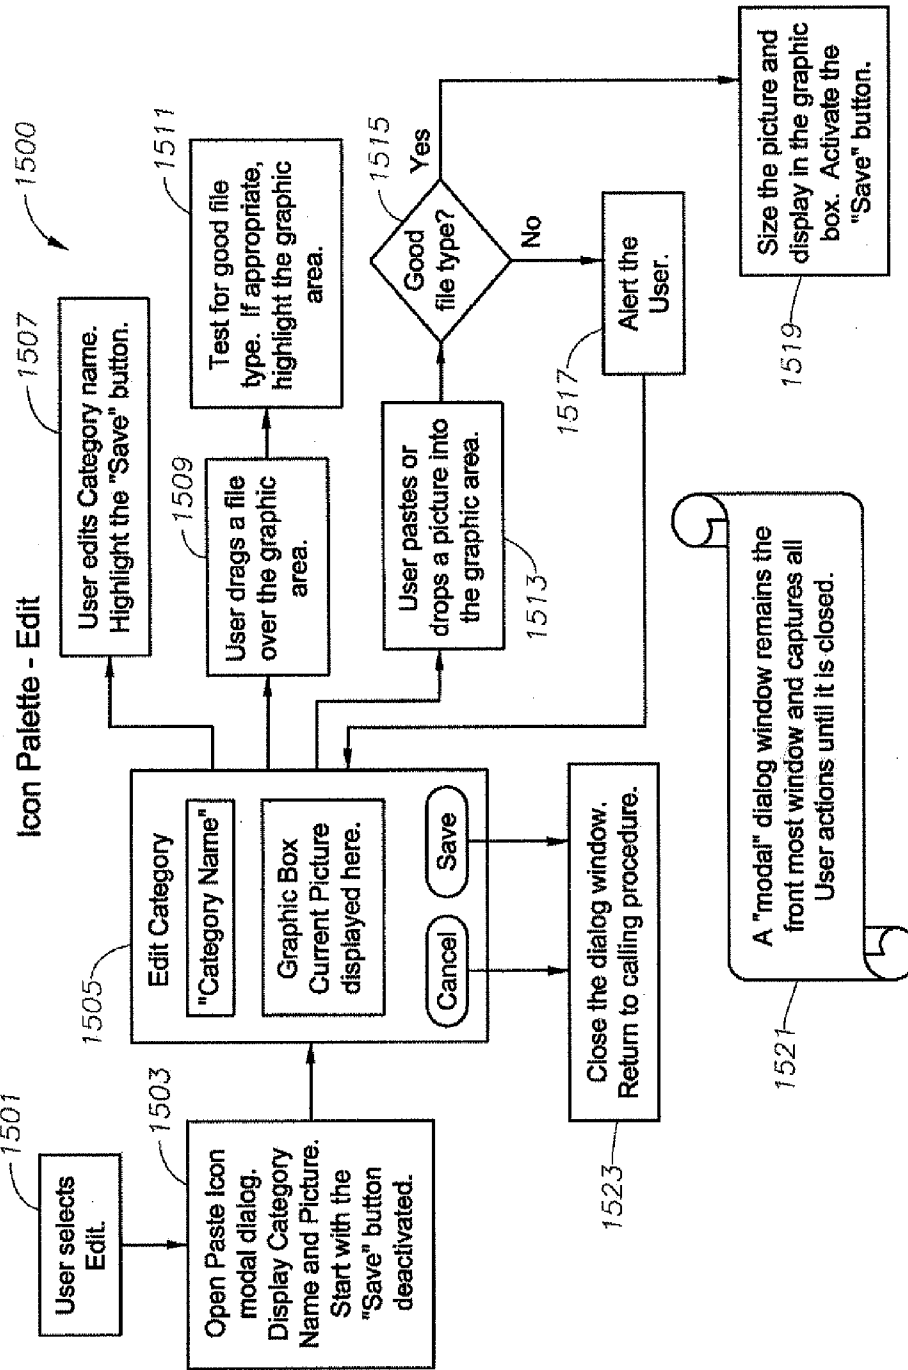 Icon Palette - Edit
1500
1501
User selects
Edit.
1503
Open Paste Icon
modal dialog.
Display Category
Name and Picture.
Start with the
"Save" button
deactivated.
1505
Edit Category
"Category Name"
Graphic Box
Current Picture
displayed here.
Cancel
Save
1507
User edits Category name.
Highlight the "Save" button.
1509
User drags a file
over the graphic
area.
1511
Test for good file
type. If appropriate,
highlight the graphic
area.
1513
User pastes or
drops a picture into
the graphic area.
1515
Good
file type?
Yes
No
1517
Alert the
User.
1519
Size the picture and
display in the graphic
box. Activate the
"Save" button.
1523
Close the dialog window.
Return to calling procedure.
1521
A "modal" dialog window remains the
front most window and captures all
User actions until it is closed.